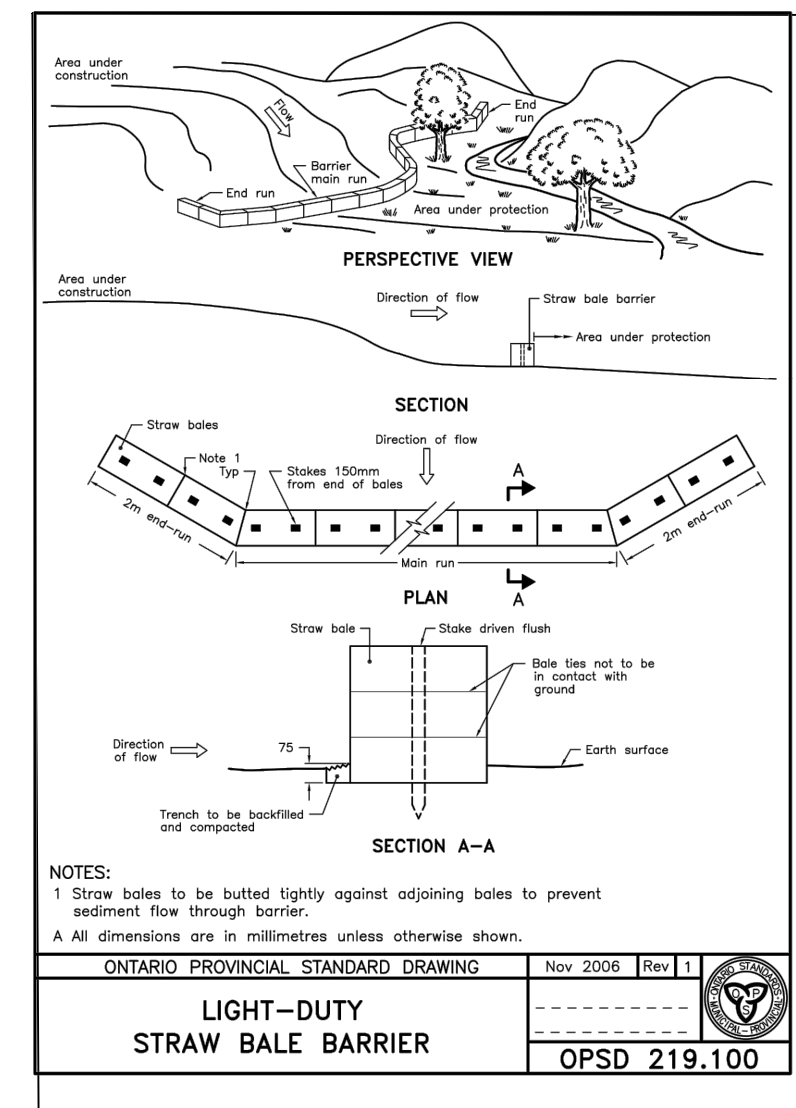 Area under
construction
Flow
End
run
Barrier
main run
End run
Area under protection
PERSPECTIVE VIEW
Area under
construction
Direction of flow
Straw bale barrier
Area under protection
SECTION
Straw bales
Direction of flow
Note 1
Typ
Stakes 150mm
from end of bales
A
2m end-run
2m end-run
Main run
PLAN
A
Straw bale
Stake driven flush
Bale ties not to be
in contact with
ground
Direction
of flow
75
Earth surface
Trench to be backfilled
and compacted
SECTION A-A
NOTES:
1 Straw bales to be butted tightly against adjoining bales to prevent
sediment flow through barrier.
A All dimensions are in millimetres unless otherwise shown.
ONTARIO PROVINCIAL STANDARD DRAWING
Nov 2006 Rev 1
LIGHT-DUTY
STRAW BALE BARRIER
ONTARIO STANDARDS
MUNICIPAL-PROVINCIAL
OPS
OPSD 219.100